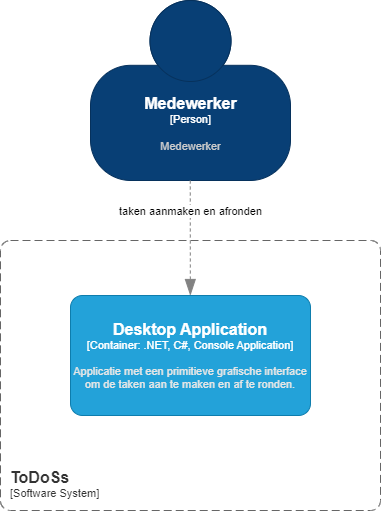 Medewerker
[Person]
Medewerker
taken aanmaken en afronden
Desktop Application
[Container: .NET, C#, Console Application]
Applicatie met een primitieve grafische interface
om de taken aan te maken en af te ronden.
ToDoSs
[Software System]